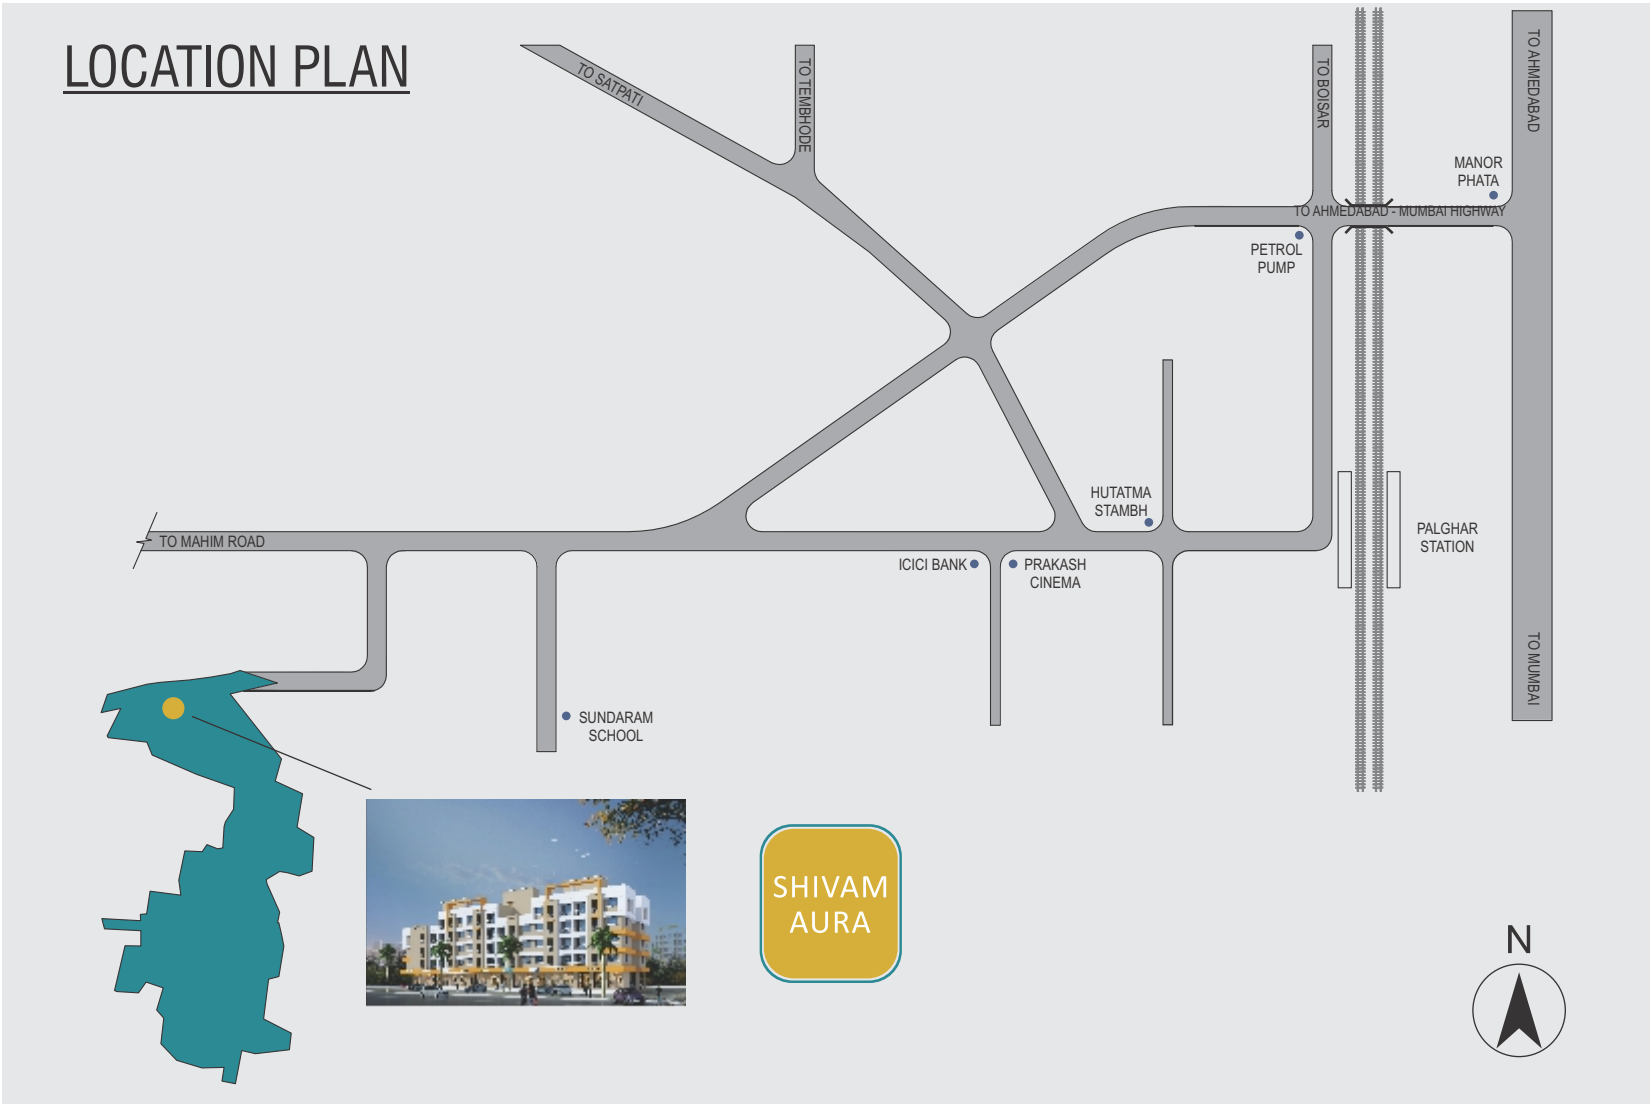 LOCATION PLAN
TO SATPATI
TO TEMBHODE
TO BOISAR
TO AHMEDABAD
MANOR
PHATA
TO AHMEDABAD - MUMBAI HIGHWAY
PETROL
PUMP
HUTATMA
STAMBH
PALGHAR
STATION
TO MAHIM ROAD
ICICI BANK
PRAKASH
CINEMA
TO MUMBAI
SUNDARAM
SCHOOL
SHIVAM
AURA
N